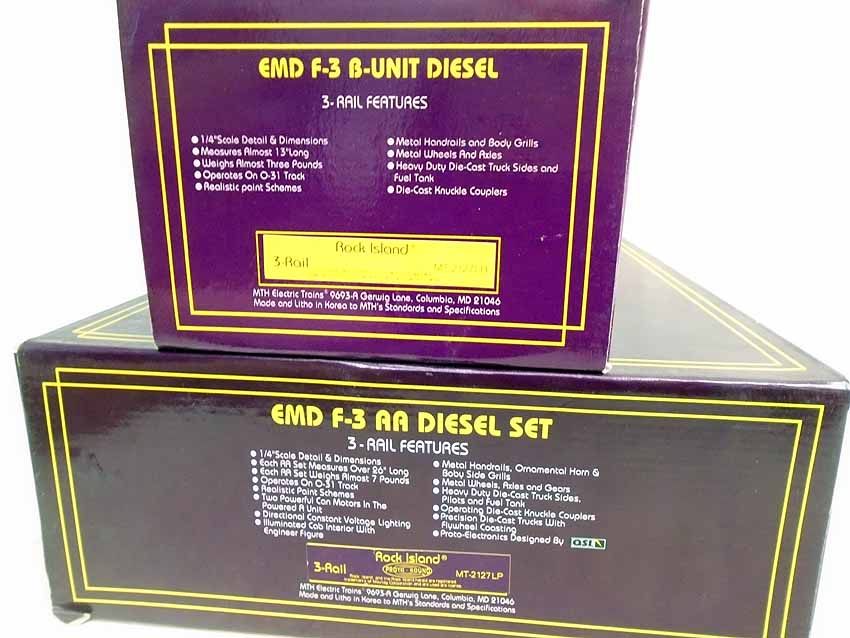 EMD F-3 B-UNIT DIESEL
3-RAIL FEATURES
1/4"Scale Detail & Dimensions
Measures Almost 13"Long
Weighs Almost Three Pounds
Operates On O-31 Track
Realistic paint Schemes
Metal Handrails and Body Grills
Metal Wheels And Axles
Heavy Duty Die-Cast Truck Sides and
Fuel Tank
Die-Cast Knuckle Couplers
Rock Island
3-Rail
MTH Electric Trains® 9693-A Gerwig Lane, Columbia, MD 21046
Made and Litho in Korea to MTH's Standards and Specifications
EMD F-3 AA DIESEL SET
3-RAIL FEATURES
1/4"Scale Detail & Dimensions
Each AA Set Measures Over 26" Long
Each AA Set Weighs Almost 7 Pounds
Operates On O-31 Track
Realistic Paint Schemes
Two Powerful Can Motors In The
Powered A Unit
Directional Constant Voltage Lighting
Illuminated Cab Interior With
Engineer Figure
Metal Handrails, Ornamental Horn &
Boby Side Grills
Metal Wheels, Axles and Gears
Heavy Duty Die-Cast Truck Sides,
Pilots and Fuel Tank
Operating Die-Cast Knuckle Couplers
Precision Die-Cast Trucks With
Flywheel Coasting
Proto-Electronics Designed By QSI
Rock Island®
3-Rail PROTO-SOUND MT-2127LP
MTH Electric Trains® 9693-A Gerwig Lane, Columbia, MD 21046
Made and Litho in Korea to MTH's Standards and Specifications